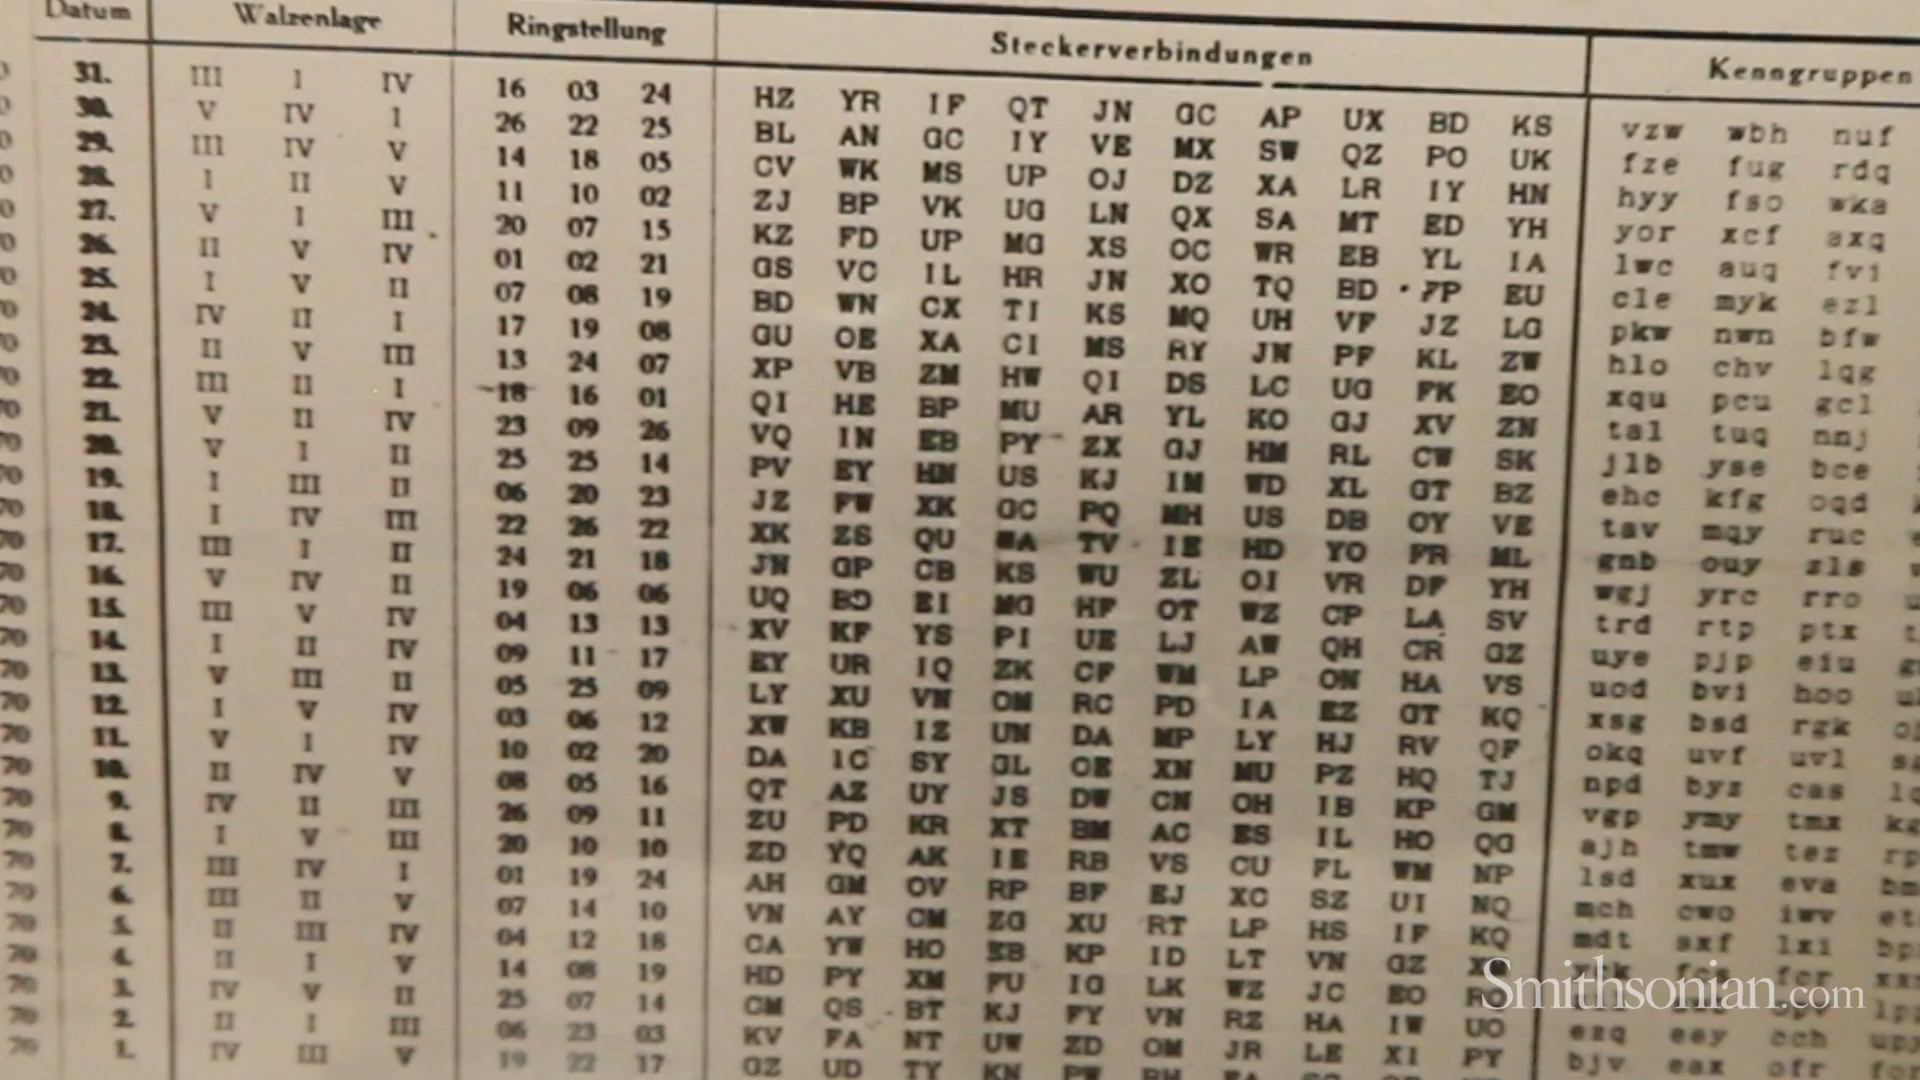 Datum Walzenlage Ringstellung Steckerverbindungen Kenngruppen
31. III I IV 16 03 24 HZ YR IF QT JN GC AP UX BD KS vzw wbh nuf
30. V IV I 26 22 25 BL AN GC IY VE MX SW QZ PO UK fze fug rdq
29. III IV V 14 18 05 CV WK MS UP OJ DZ XA LR IY HN hyy fso wka
28. I II V 11 10 02 ZJ BP VK UG LN QX SA MT ED YH yor xcf axq
27. V I III 20 07 15 KZ FD UP MG XS OC WR EB YL IA lwc auq fvi
26. II V IV 01 02 21 GS VC IL HR JN XO TQ BD FP EU cle myk ezl
25. I V II 07 08 19 BD WN CX TI KS MQ UH VF JZ LG pkw nwn bfw
24. IV II I 17 19 08 GU OE XA CI MS RY JN PF KL ZW hlo chv lqg
23. II V III 13 24 07 XP VB ZM HW QI DS LC UG FK EO xqu pcu gcl
22. III II I 18 16 01 QI HE BP MU AR YL KO GJ XV ZN tal tuq nnj
21. V II IV 23 09 26 VQ IN EB PY ZX GJ HM RL CW SK jlb yse bce
20. V I II 25 25 14 PV EY HN US KJ IM WD XL GT BZ ehc kfg oqd
19. I III II 06 20 23 JZ FW XK GC PQ MH US DB OY VE tav mqy ruc
18. I IV III 22 26 22 XK ZS QU WA TV IE HD YO FR ML gnb ouy sls
17. III I II 24 21 18 JN GP CB KS WU ZL OI VR DF YH wgj yrc rro
16. V IV II 19 06 06 UQ EI MG HF OT WZ CP LA SV trd rtp ptx
15. III V IV 04 13 13 XV KF YS PI UE LJ AW QH CR GZ uye pjp eiu
14. I II IV 09 11 17 EY UR IQ ZK CF WM LP ON HA VS uod bvi hoo
13. V III II 05 25 09 LY XU VN OM RC PD IA EZ GT KQ xsg bsd rgk
12. I V IV 03 06 12 XW KB IZ UN DA MP LY HJ RV QF okq uvf uvl
11. V I IV 10 02 20 DA IC SY GL OE XN MU PZ HQ TJ npd bys cas
10. II IV V 08 05 16 QT AZ UY JS DW CN OH IB KP GM vgp ymy tmx
9. IV II III 26 09 11 ZU PD KR XT BM AC ES IL HO QG ajh tmw tez
8. I V III 20 10 10 ZD YQ AK IE RB VS CU FL WM NP lsd xux eva
7. III IV I 01 19 24 AH GM OV RP BF EJ XC SZ UI NQ mch cwo iwv
6. III II V 07 14 10 VN AY CM ZG XU RT LP HS IF KQ mdt sxf lxi
5. II III IV 04 12 18 CA YW HO EB KP ID LT VN GZ
4. II I V 14 08 19 HD PY XM FU IG LK WZ JC EO
3. IV V II 25 07 14 CM QS BT KJ FY VN RZ HA IW UO ezq eey cch
2. II I III 06 23 03 KV FA NT UW ZD OM JR LE XI PY bjv eax ofr
1. IV III V 19 22 17 GZ UD TY KN
Smithsonian.com